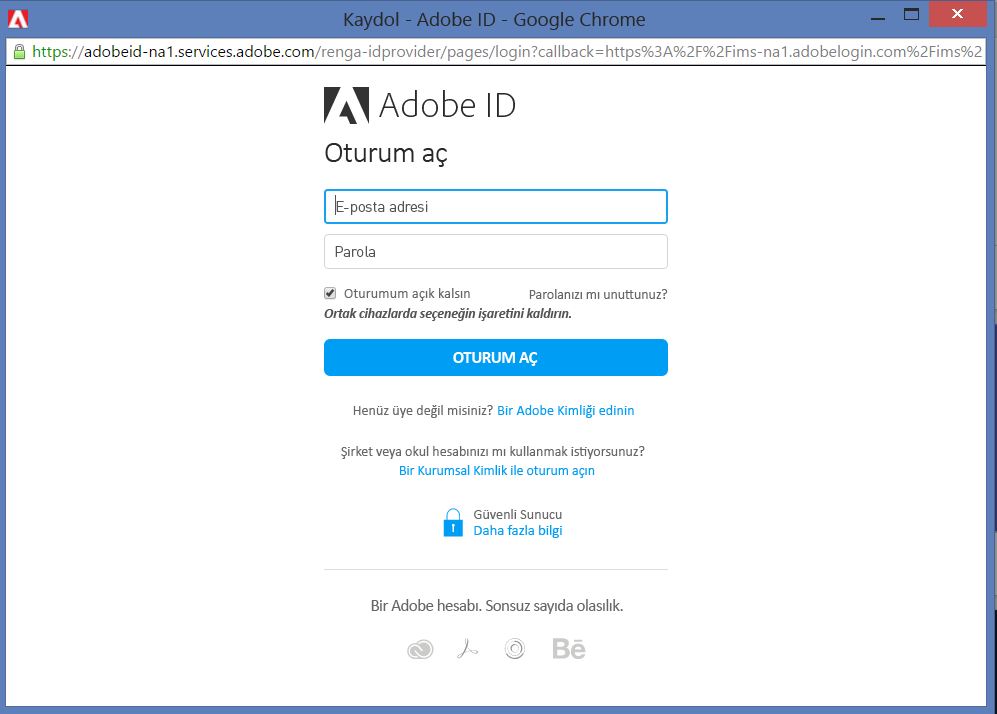 Kaydol - Adobe ID - Google Chrome
https://adobeid-na1.services.adobe.com/renga-idprovider/pages/login?callback=https%3A%2F%2Fims-na1.adobelogin.com%2Fims%2
Adobe ID
Oturum aç
E-posta adresi
Parola
Oturumum açık kalsın Parolanızı mı unuttunuz?
Ortak cihazlarda seçeneğin işaretini kaldırın.
OTURUM AÇ
Henüz üye değil misiniz? Bir Adobe Kimliği edinin
Şirket veya okul hesabınızı mı kullanmak istiyorsunuz?
Bir Kurumsal Kimlik ile oturum açın
Güvenli Sunucu
Daha fazla bilgi
Bir Adobe hesabı. Sonsuz sayıda olasılık.
Bē